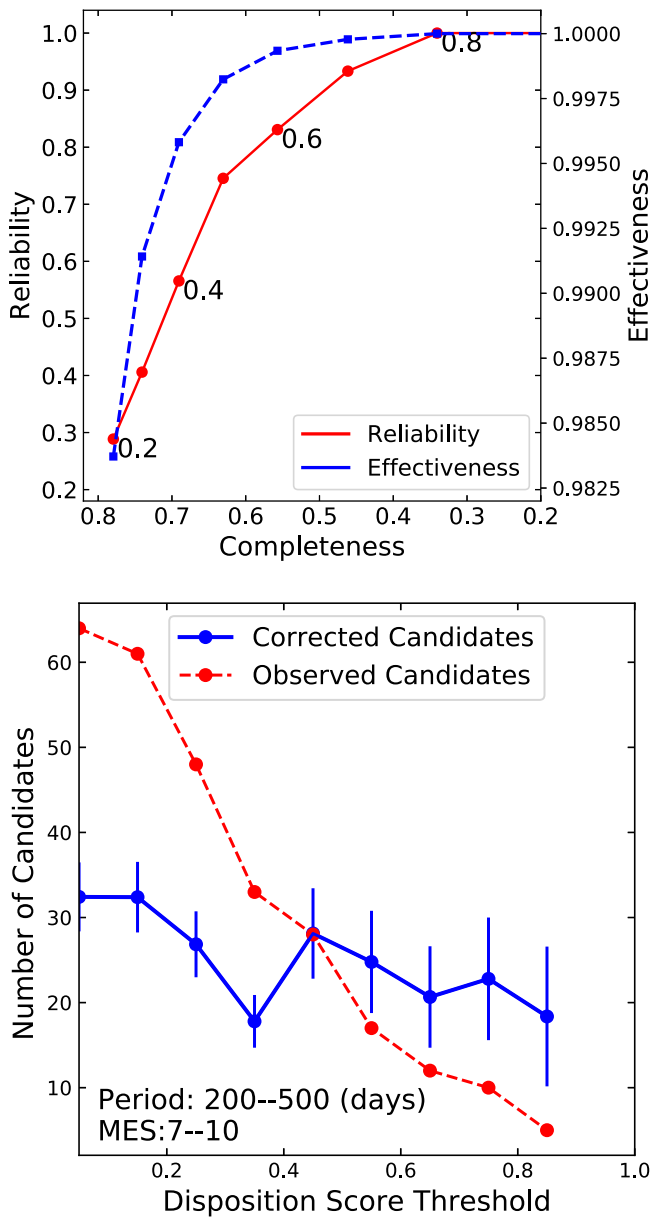 1.0
0.9
0.8
0.7
0.6
0.5
0.4
0.3
0.2
Reliability
0.8
0.6
0.4
0.2
1.0000
0.9975
0.9950
0.9925
0.9900
0.9875
0.9850
0.9825
Effectiveness
Reliability
Effectiveness
0.8 0.7 0.6 0.5 0.4 0.3 0.2
Completeness
60
50
40
30
20
10
Number of Candidates
Corrected Candidates
Observed Candidates
Period: 200--500 (days)
MES:7--10
0.2 0.4 0.6 0.8 1.0
Disposition Score Threshold